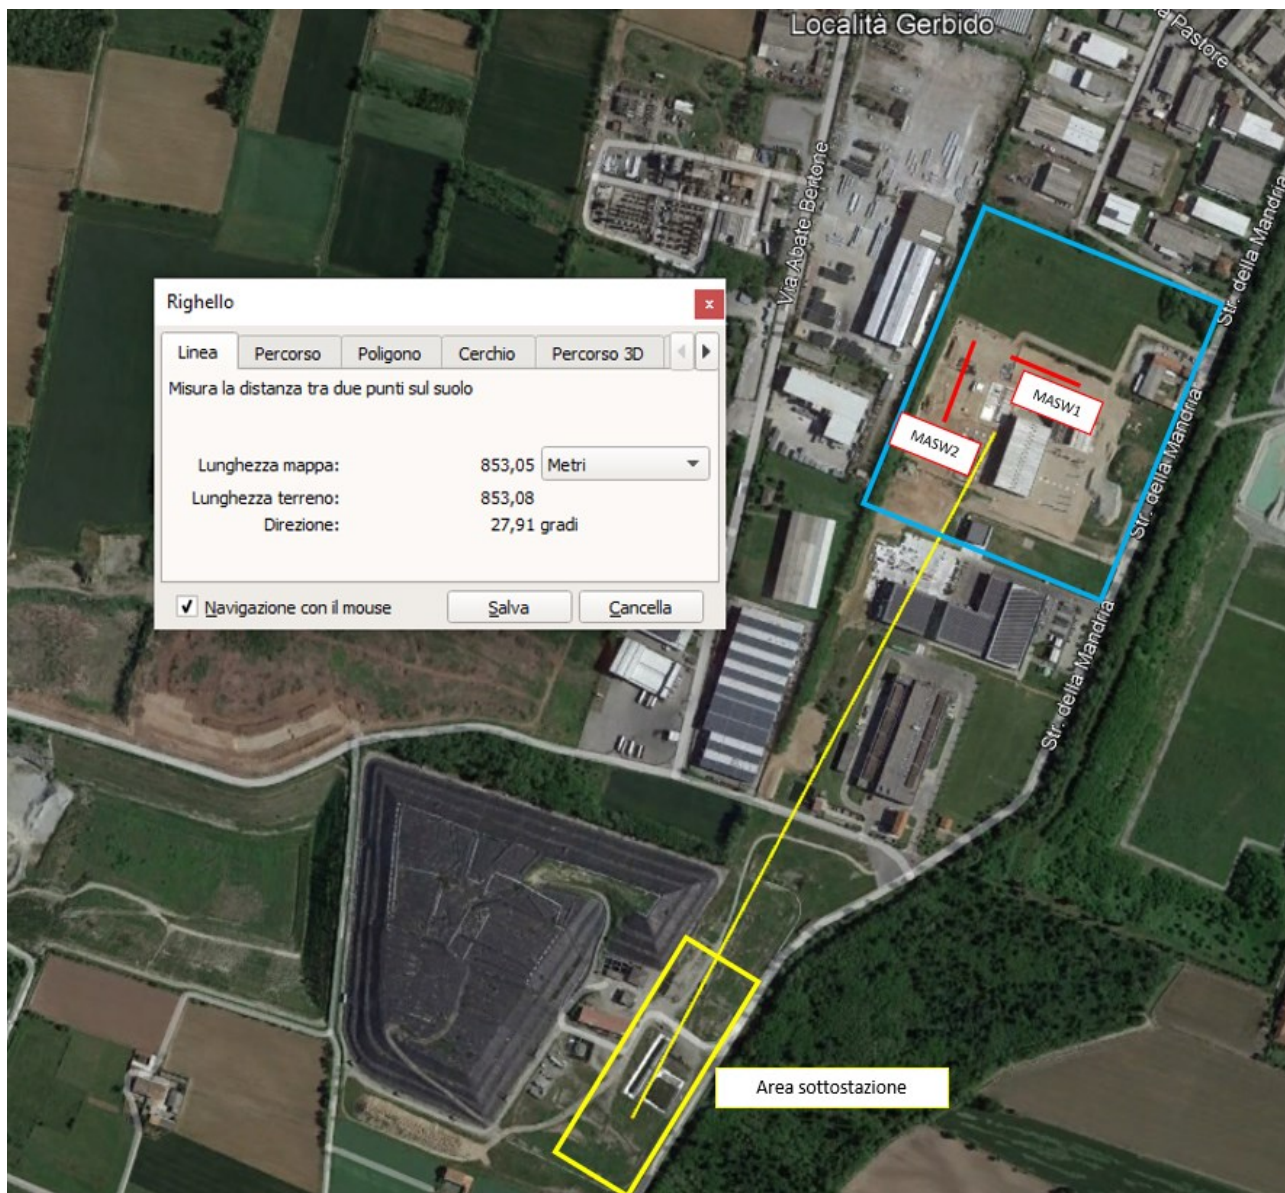 Località Gerbido
a Pastore
Via Abate Bertone
Str. della Mandria
Righello
x
Linea
Percorso
Poligono
Cerchio
Percorso 3D
Misura la distanza tra due punti sul suolo
MASW1
MASW2
Str. della Mandria
Lunghezza mappa: 853,05 Metri
Lunghezza terreno: 853,08
Direzione: 27,91 gradi
Navigazione con il mouse
Salva
Cancella
Str. della Mandria
Area sottostazione